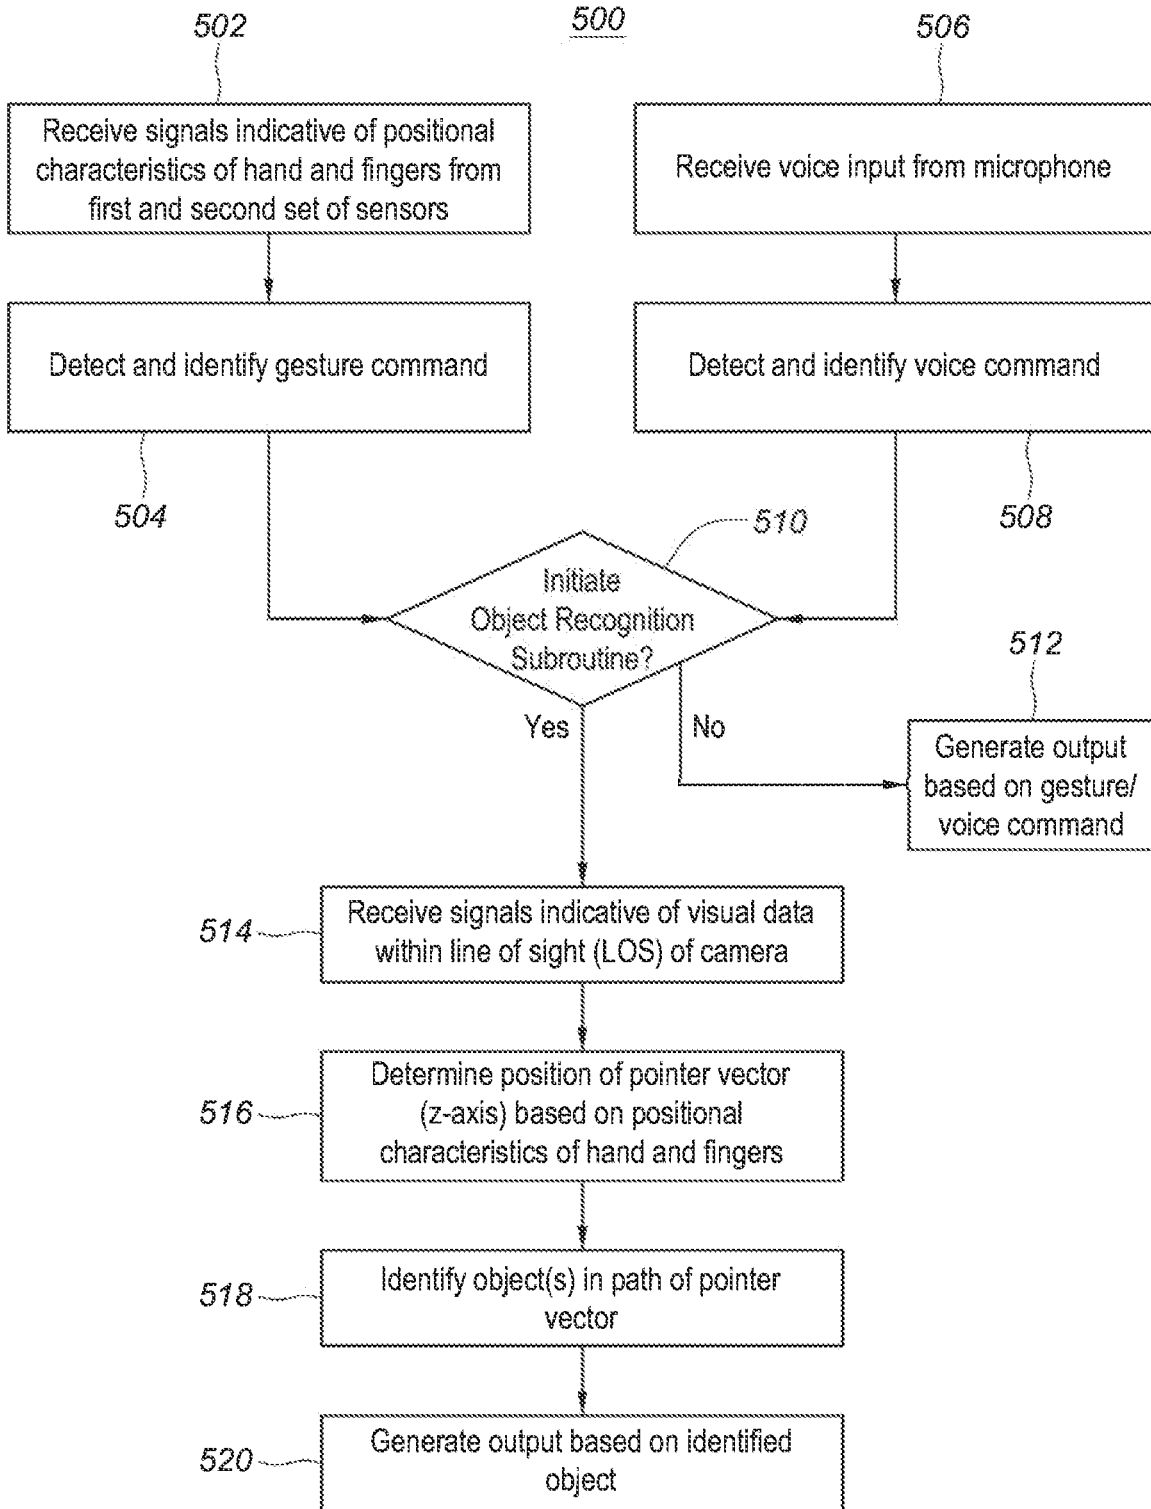 502
500
506
Receive signals indicative of positional
characteristics of hand and fingers from
first and second set of sensors
Receive voice input from microphone
Detect and identify gesture command
Detect and identify voice command
504
508
510
Initiate
Object Recognition
Subroutine?
512
Yes
No
Generate output
based on gesture/
voice command
514
Receive signals indicative of visual data
within line of sight (LOS) of camera
516
Determine position of pointer vector
(z-axis) based on positional
characteristics of hand and fingers
518
Identify object(s) in path of pointer
vector
520
Generate output based on identified
object